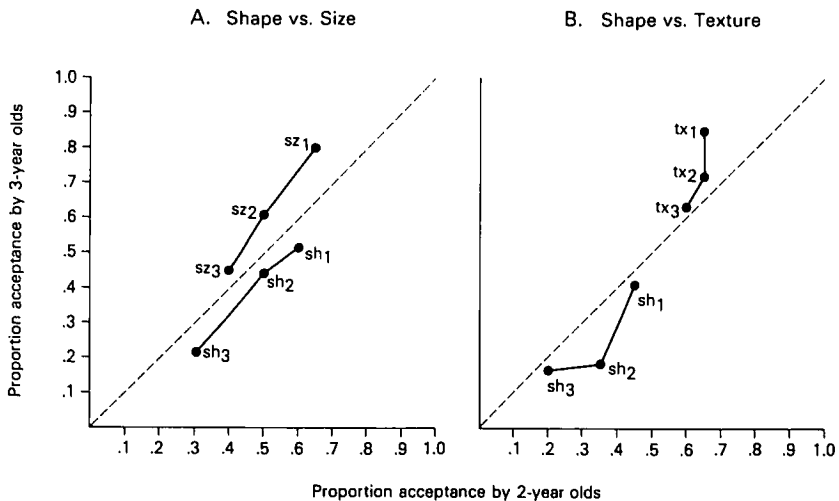 A. Shape vs. Size
B. Shape vs. Texture
Proportion acceptance by 3-year olds
1.0
.9
.8
.7
.6
.5
.4
.3
.2
.1
sz1
sz2
sz3
sh1
sh2
sh3
.1 .2 .3 .4 .5 .6 .7 .8 .9 1.0
tx1
tx2
tx3
sh1
sh2
sh3
.1 .2 .3 .4 .5 .6 .7 .8 .9 1.0
Proportion acceptance by 2-year olds